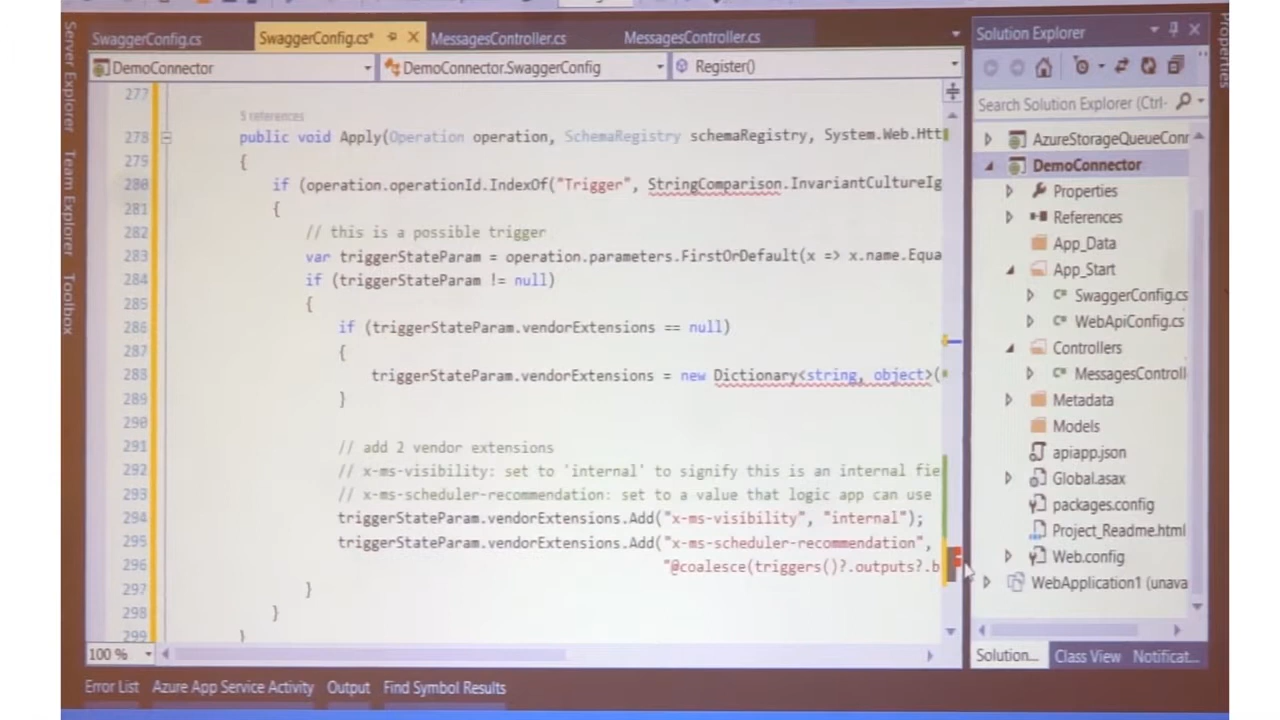 SwaggerConfig.cs
SwaggerConfig.cs*
MessagesController.cs
MessagesController.cs
DemoConnector
DemoConnector.SwaggerConfig
Register()
277
5 references
278 public void Apply(Operation operation, SchemaRegistry schemaRegistry, System.Web.Htt
279 {
280 if (operation.operationId.IndexOf("Trigger", StringComparison.InvariantCultureIg
281 {
282 // this is a possible trigger
283 var triggerStateParam = operation.parameters.FirstOrDefault(x => x.name.Equa
284 if (triggerStateParam != null)
285 {
286 if (triggerStateParam.vendorExtensions == null)
287 {
288 triggerStateParam.vendorExtensions = new Dictionary<string, object>(
289 }
290
291 // add 2 vendor extensions
292 // x-ms-visibility: set to 'internal' to signify this is an internal fie
293 // x-ms-scheduler-recommendation: set to a value that logic app can use
294 triggerStateParam.vendorExtensions.Add("x-ms-visibility", "internal");
295 triggerStateParam.vendorExtensions.Add("x-ms-scheduler-recommendation",
296 "@coalesce(triggers()?.outputs?.b
297 }
298 }
299 }
100 %
Error List
Azure App Service Activity
Output
Find Symbol Results
Server Explorer
Team Explorer
Toolbox
Solution Explorer
Search Solution Explorer (Ctrl-
AzureStorageQueueConn
DemoConnector
Properties
References
App_Data
App_Start
SwaggerConfig.cs
WebApiConfig.cs
Controllers
MessagesControll
Metadata
Models
apiapp.json
Global.asax
packages.config
Project_Readme.html
Web.config
WebApplication1 (unava
Solution...
Class View
Notificat...
Properties